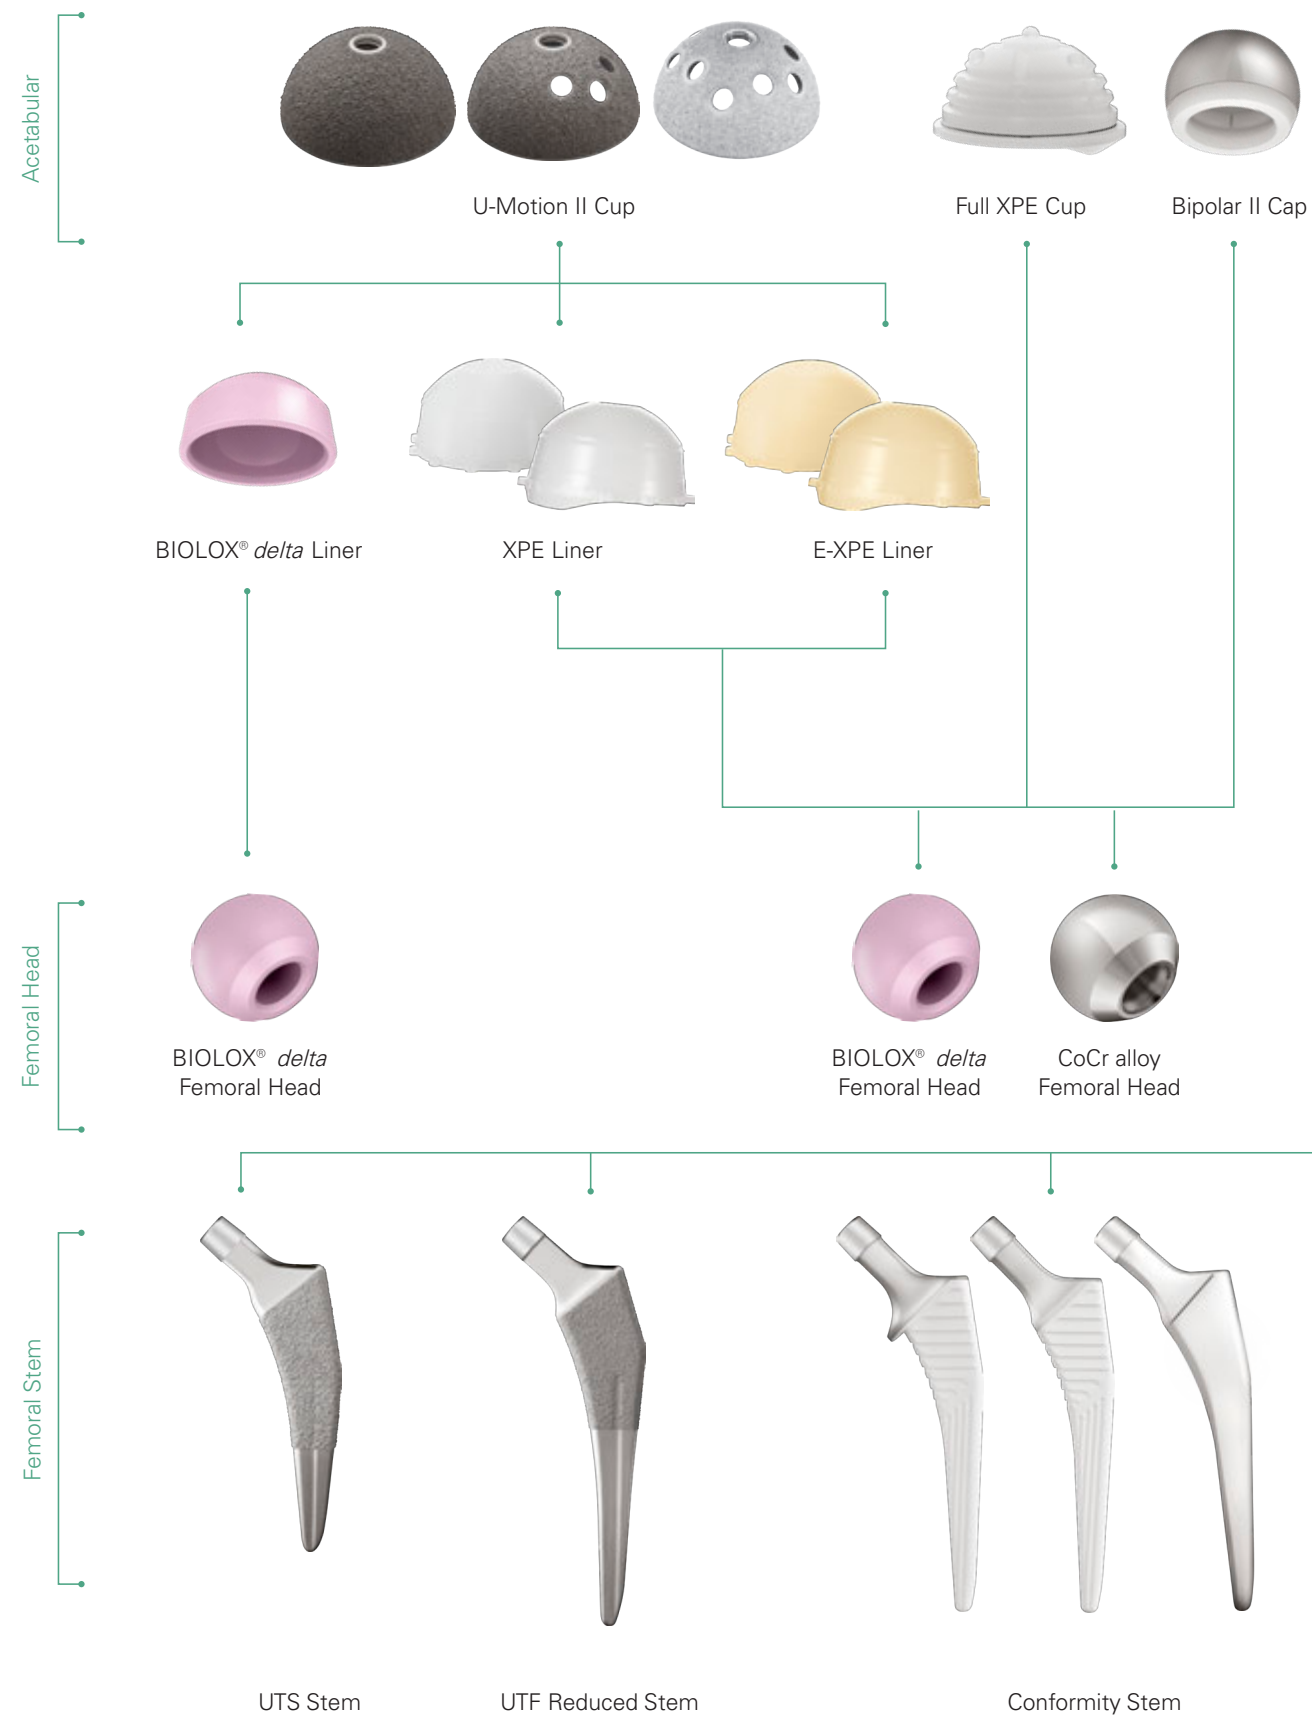 Acetabular
U-Motion II Cup
Full XPE Cup
Bipolar II Cap
BIOLOX® delta Liner
XPE Liner
E-XPE Liner
Femoral Head
BIOLOX® delta
Femoral Head
BIOLOX® delta
Femoral Head
CoCr alloy
Femoral Head
Femoral Stem
UTS Stem
UTF Reduced Stem
Conformity Stem